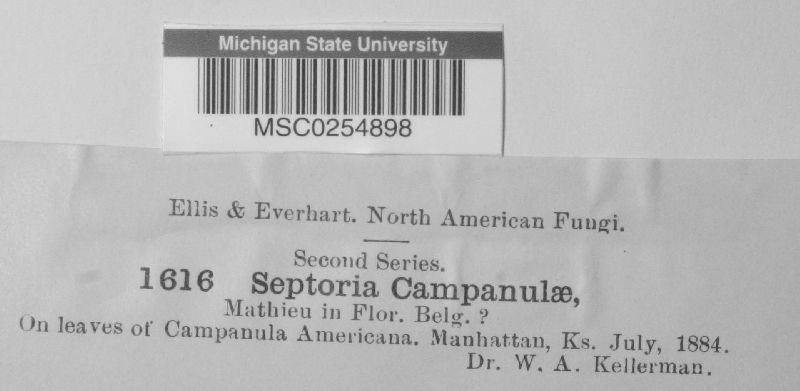 Michigan State University
MSC0254898
Ellis & Everhart. North American Fungi.
Second Series.
1616 Septoria Campanulæ,
Mathieu in Flor. Belg. ?
On leaves of Campanula Americana. Manhattan, Ks. July, 1884.
Dr. W. A. Kellerman.